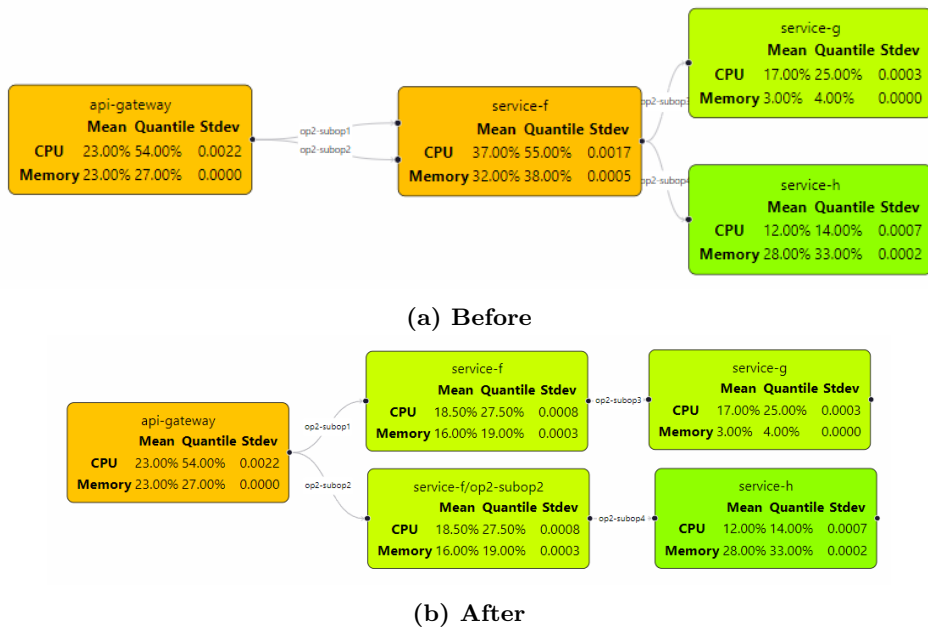 service-g
Mean Quantile Stdev
CPU 17.00% 25.00% 0.0003
Memory 3.00% 4.00% 0.0000
api-gateway
Mean Quantile Stdev
CPU 23.00% 54.00% 0.0022
Memory 23.00% 27.00% 0.0000
op2-subop1
op2-subop2
service-f
Mean Quantile Stdev
CPU 37.00% 55.00% 0.0017
Memory 32.00% 38.00% 0.0005
op2-subop3
op2-subop4
service-h
Mean Quantile Stdev
CPU 12.00% 14.00% 0.0007
Memory 28.00% 33.00% 0.0002
(a) Before
service-f
Mean Quantile Stdev
CPU 18.50% 27.50% 0.0008
Memory 16.00% 19.00% 0.0003
op2-subop3
service-g
Mean Quantile Stdev
CPU 17.00% 25.00% 0.0003
Memory 3.00% 4.00% 0.0000
api-gateway
Mean Quantile Stdev
CPU 23.00% 54.00% 0.0022
Memory 23.00% 27.00% 0.0000
op2-subop1
op2-subop2
service-f/op2-subop2
Mean Quantile Stdev
CPU 18.50% 27.50% 0.0008
Memory 16.00% 19.00% 0.0003
op2-subop4
service-h
Mean Quantile Stdev
CPU 12.00% 14.00% 0.0007
Memory 28.00% 33.00% 0.0002
(b) After